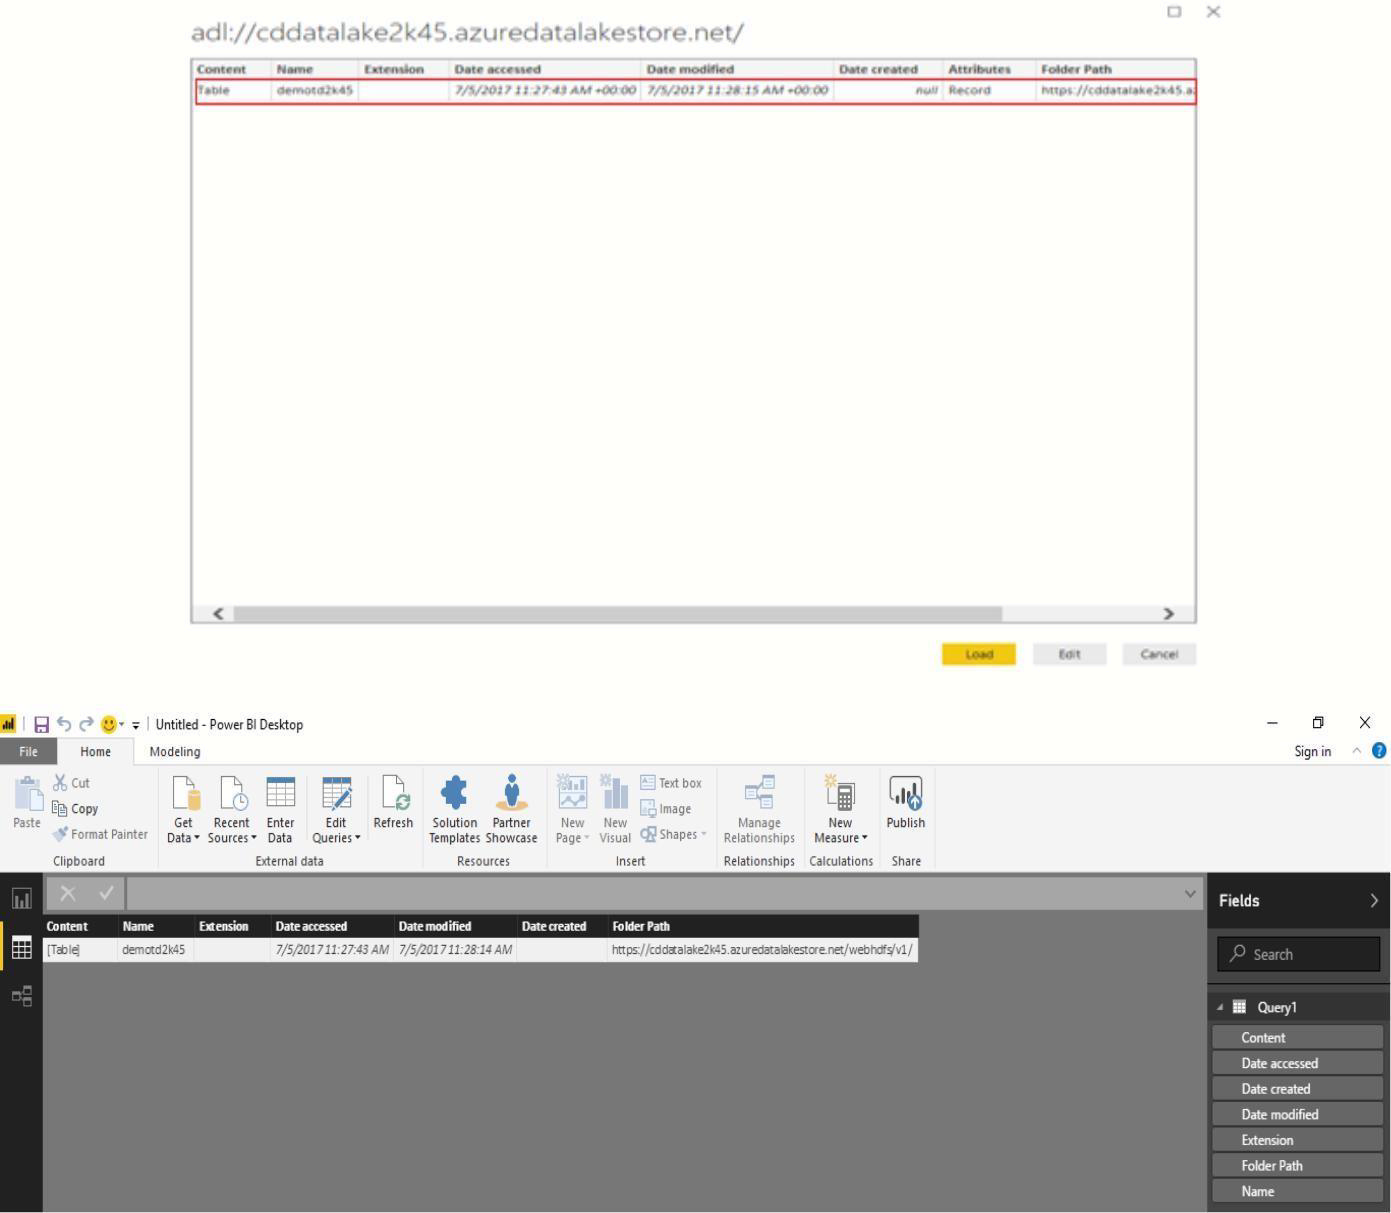 adl://cddatalake2k45.azuredatalakestore.net/
Content Name Extension Date accessed Date modified Date created Attributes Folder Path
Table demotd2k45 7/5/2017 11:27:43 AM +00:00 7/5/2017 11:28:15 AM +00:00 null Record https://cddatalake2k45.a
Load Edit Cancel
Untitled - Power BI Desktop
File Home Modeling Sign in
Paste Cut
Copy
Format Painter
Clipboard
Get Data Recent Sources Enter Data Edit Queries Refresh
External data
Solution Templates Partner Showcase
Resources
New Page New Visual Text box
Image
Shapes
Insert
Manage Relationships
Relationships
New Measure
Calculations
Publish
Share
Content Name Extension Date accessed Date modified Date created Folder Path
[Table] demotd2k45 7/5/2017 11:27:43 AM 7/5/2017 11:28:14 AM https://cddatalake2k45.azuredatalakestore.net/webhdfs/v1/
Fields
Search
Query1
Content
Date accessed
Date created
Date modified
Extension
Folder Path
Name